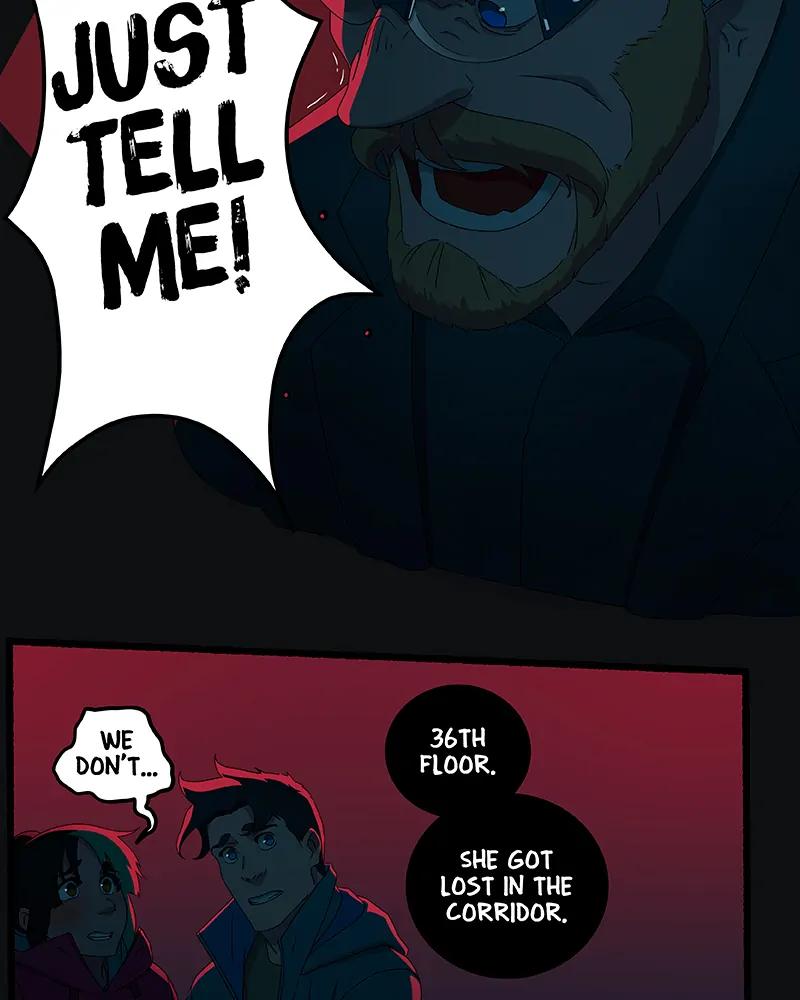 JUST
TELL
ME!
WE
DON'T...
36TH
FLOOR.
SHE GOT
LOST IN THE
CORRIDOR.